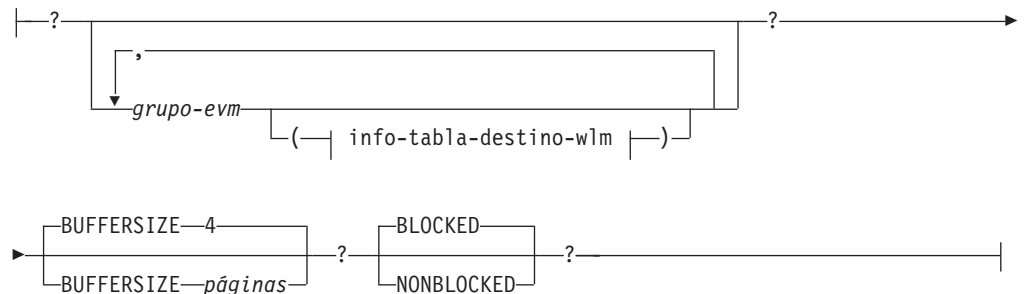 ? ?
,
grupo-evm
( info-tabla-destino-wlm )
BUFFERSIZE 4 BLOCKED
? ?
BUFFERSIZE páginas NONBLOCKED